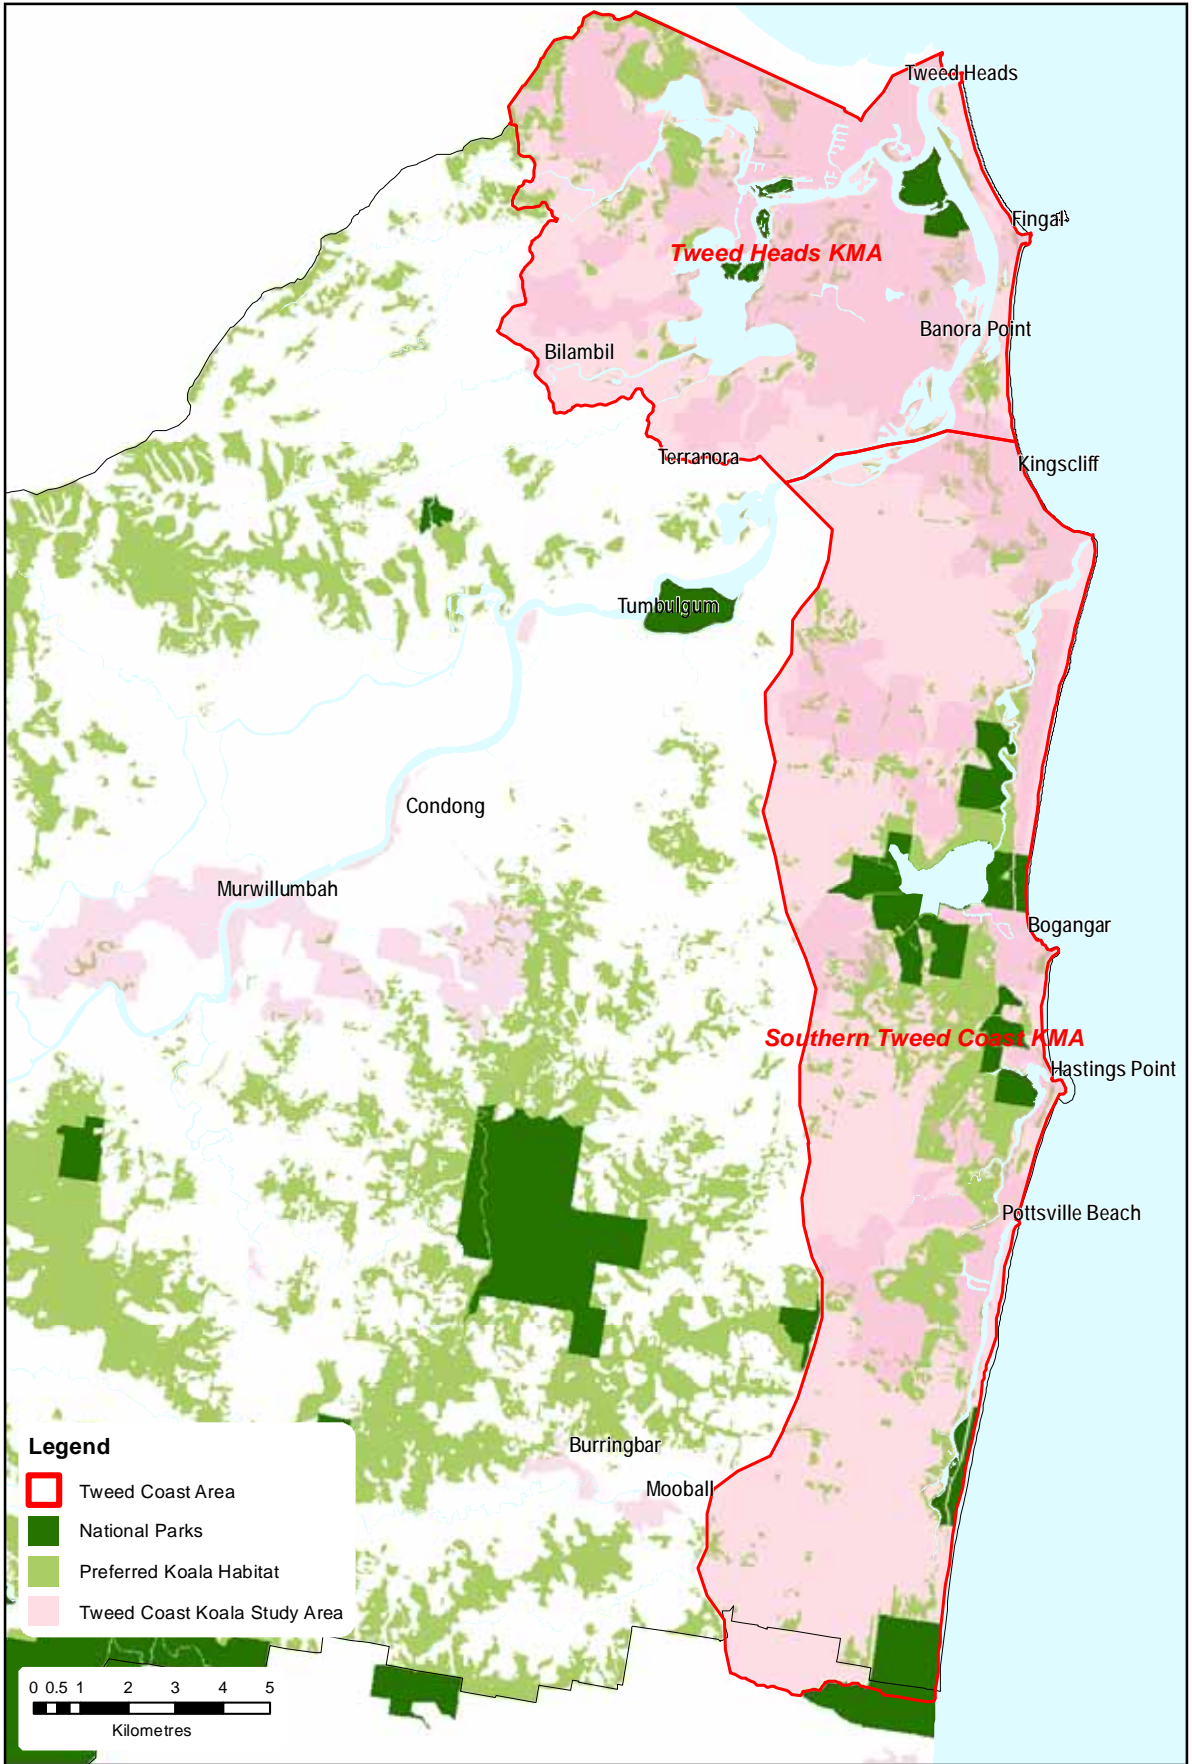 Tweed Heads
Fingal
Tweed Heads KMA
Banora Point
Bilambil
Terranora
Kingscliff
Tumbulgum
Condong
Murwillumbah
Bogangar
Southern Tweed Coast KMA
Hastings Point
Pottsville Beach
Burringbar
Mooball
Legend
Tweed Coast Area
National Parks
Preferred Koala Habitat
Tweed Coast Koala Study Area
0 0.5 1 2 3 4 5
Kilometres